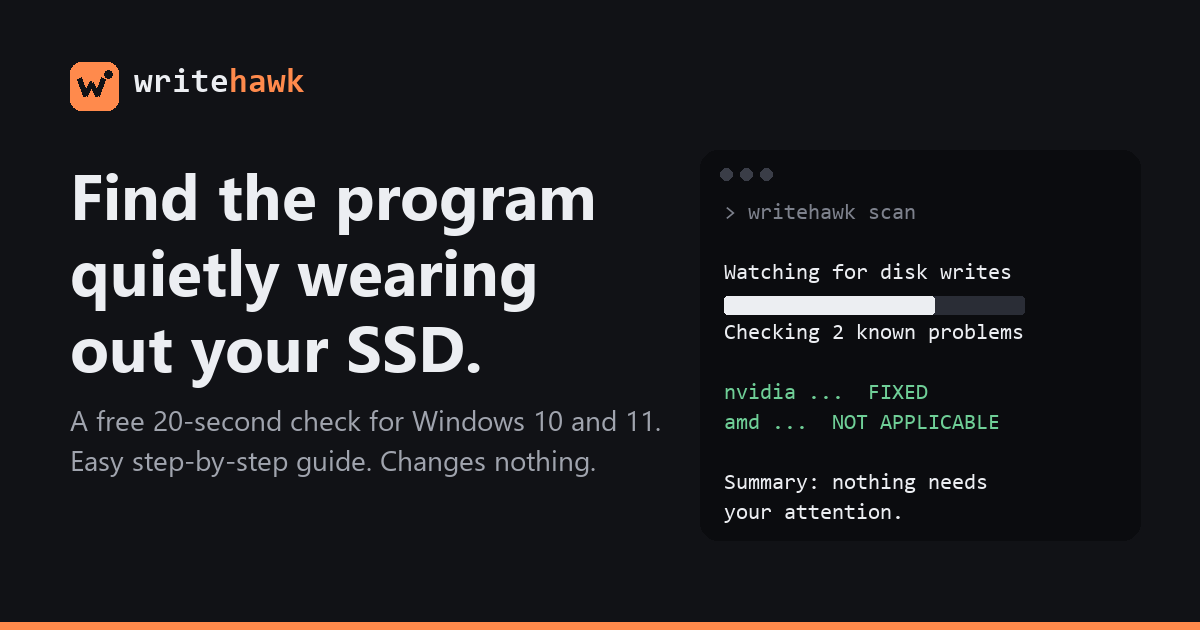 writehawk
Find the program
quietly wearing
out your SSD.
A free 20-second check for Windows 10 and 11.
Easy step-by-step guide. Changes nothing.
> writehawk scan
Watching for disk writes
Checking 2 known problems
nvidia ... FIXED
amd ... NOT APPLICABLE
Summary: nothing needs
your attention.